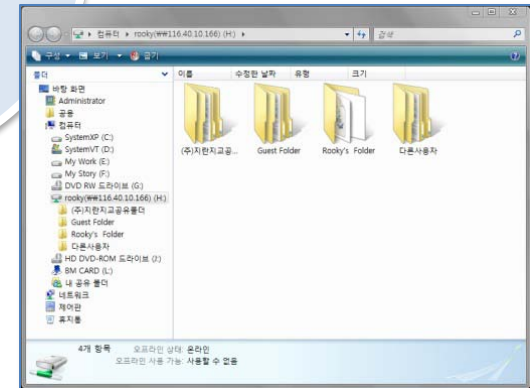 컴퓨터 ▸ rooky(₩₩116.40.10.166) (H:) ▸
검색
구성 보기 굽기
폴더
이름 수정한 날짜 유형 크기
바탕 화면
Administrator
공용
컴퓨터
SystemXP (C:)
SystemVT (D:)
My Work (E:)
My Story (F:)
DVD RW 드라이브 (G:)
rooky(₩₩116.40.10.166) (H:)
(주)지란지교공유폴더
Guest Folder
Rooky's Folder
다른사용자
HD DVD-ROM 드라이브 (J:)
BM CARD (L:)
내 공유 폴더
네트워크
제어판
휴지통
(주)지란지교공...
Guest Folder
Rooky's Folder
다른사용자
4개 항목
오프라인 상태: 온라인
오프라인 사용 가능: 사용할 수 없음